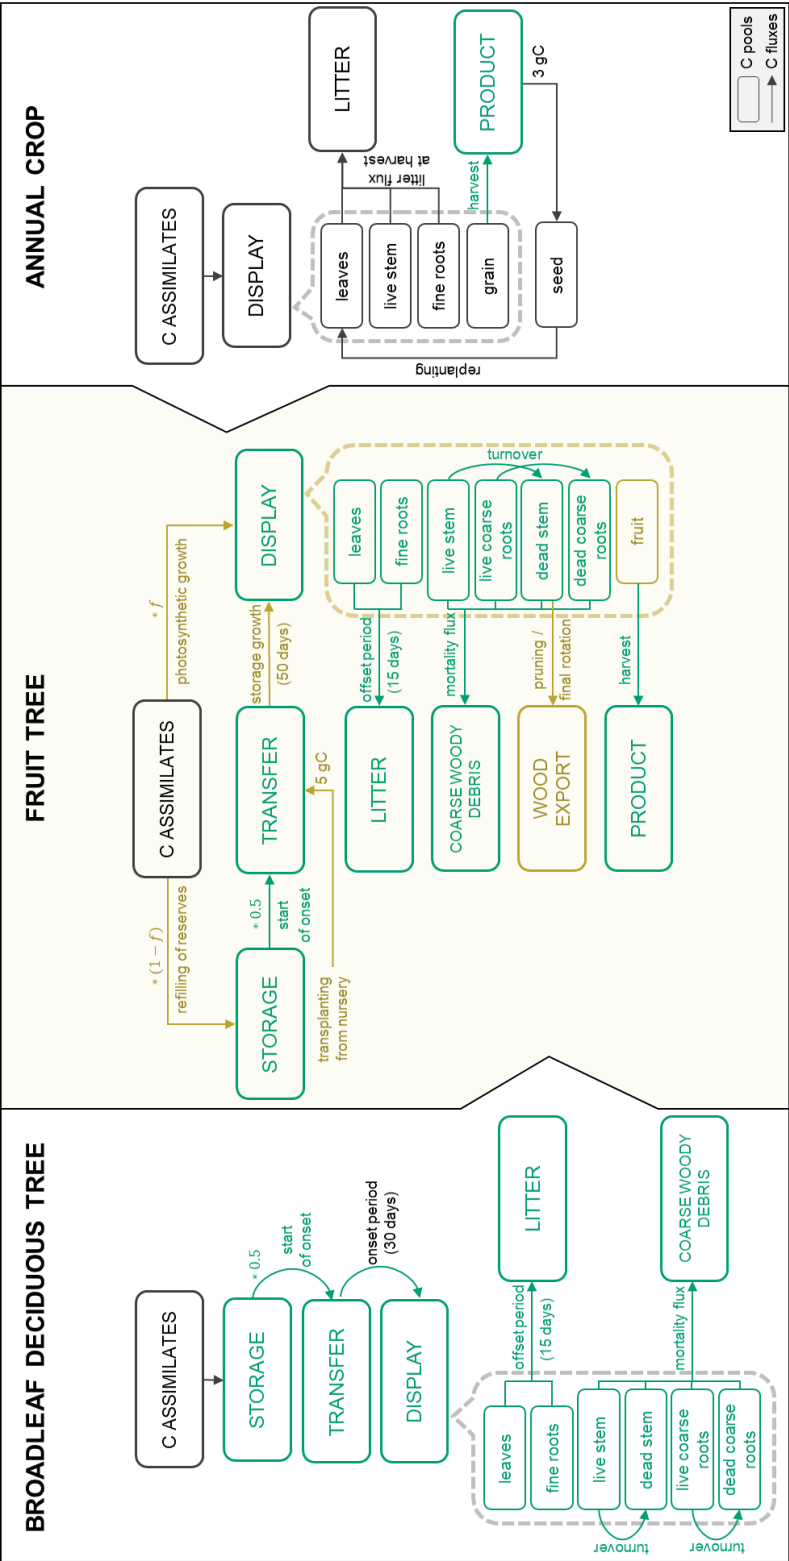 BROADLEAF DECIDUOUS TREE
C ASSIMILATES
STORAGE
* 0.5
start
of onset
TRANSFER
onset period
(30 days)
DISPLAY
leaves
fine roots
live stem
dead stem
live coarse
roots
dead coarse
roots
turnover
turnover
offset period
(15 days)
LITTER
mortality flux
COARSE WOODY
DEBRIS
FRUIT TREE
C ASSIMILATES
* (1 − f)
refilling of reserves
* f
photosynthetic growth
STORAGE
* 0.5
start
of onset
TRANSFER
storage growth
(50 days)
DISPLAY
transplanting
from nursery
5 gC
leaves
fine roots
live stem
live coarse
roots
dead stem
dead coarse
roots
fruit
turnover
offset period
(15 days)
LITTER
mortality flux
COARSE WOODY
DEBRIS
pruning /
final rotation
WOOD
EXPORT
harvest
PRODUCT
ANNUAL CROP
C ASSIMILATES
DISPLAY
leaves
live stem
fine roots
grain
litter flux
at harvest
LITTER
harvest
PRODUCT
3 gC
seed
replanting
C pools
C fluxes